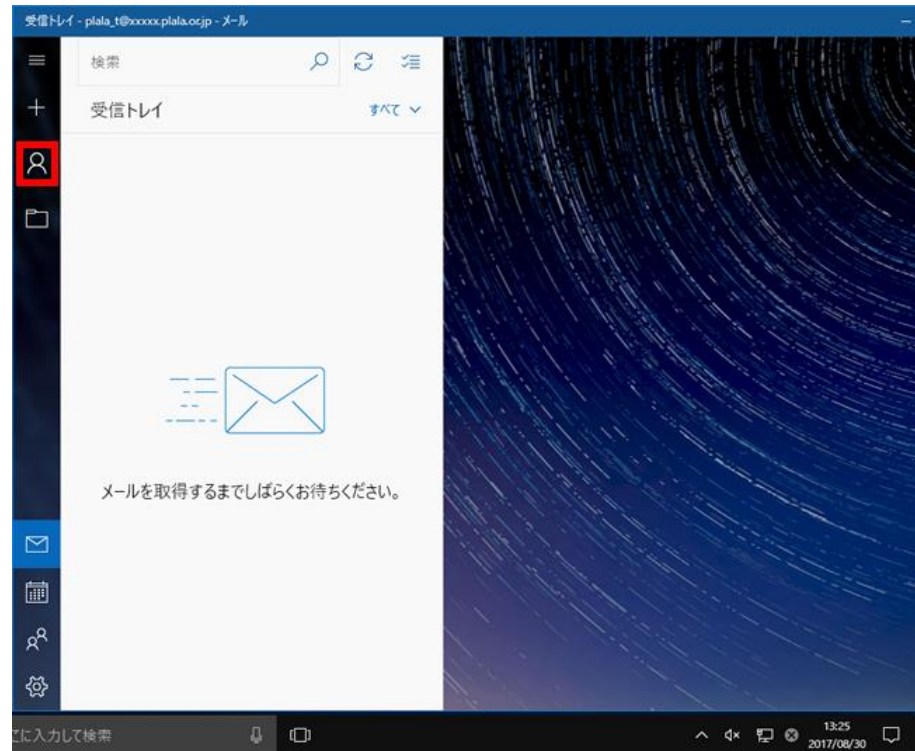 受信トレイ - plala_t@xxxxx.plala.or.jp - メール
検索
受信トレイ
すべて
メールを取得するまでしばらくお待ちください。
こに入力して検索
13:25
2017/08/30